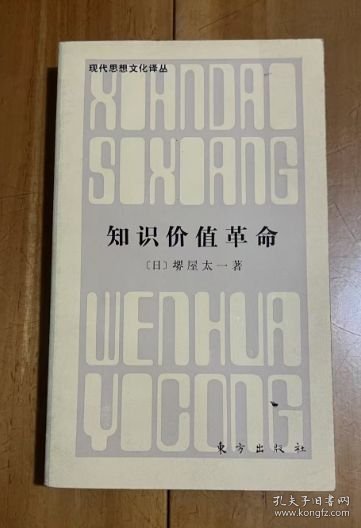 现代思想文化译丛
XIANDAI
SIXIANG
知识价值革命
〔日〕堺屋太一著
WENHUA
YICONG
东方出版社
孔夫子旧书网
www.kongfz.com